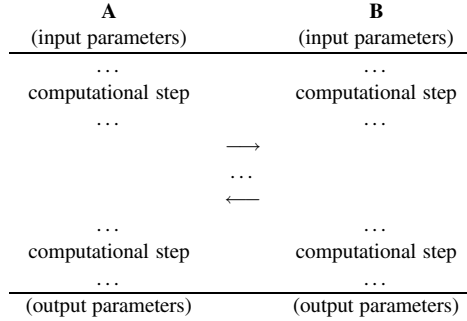 A B
(input parameters) (input parameters)
... ...
computational step computational step
... ...
⟶
...
⟵
... ...
computational step computational step
... ...
(output parameters) (output parameters)